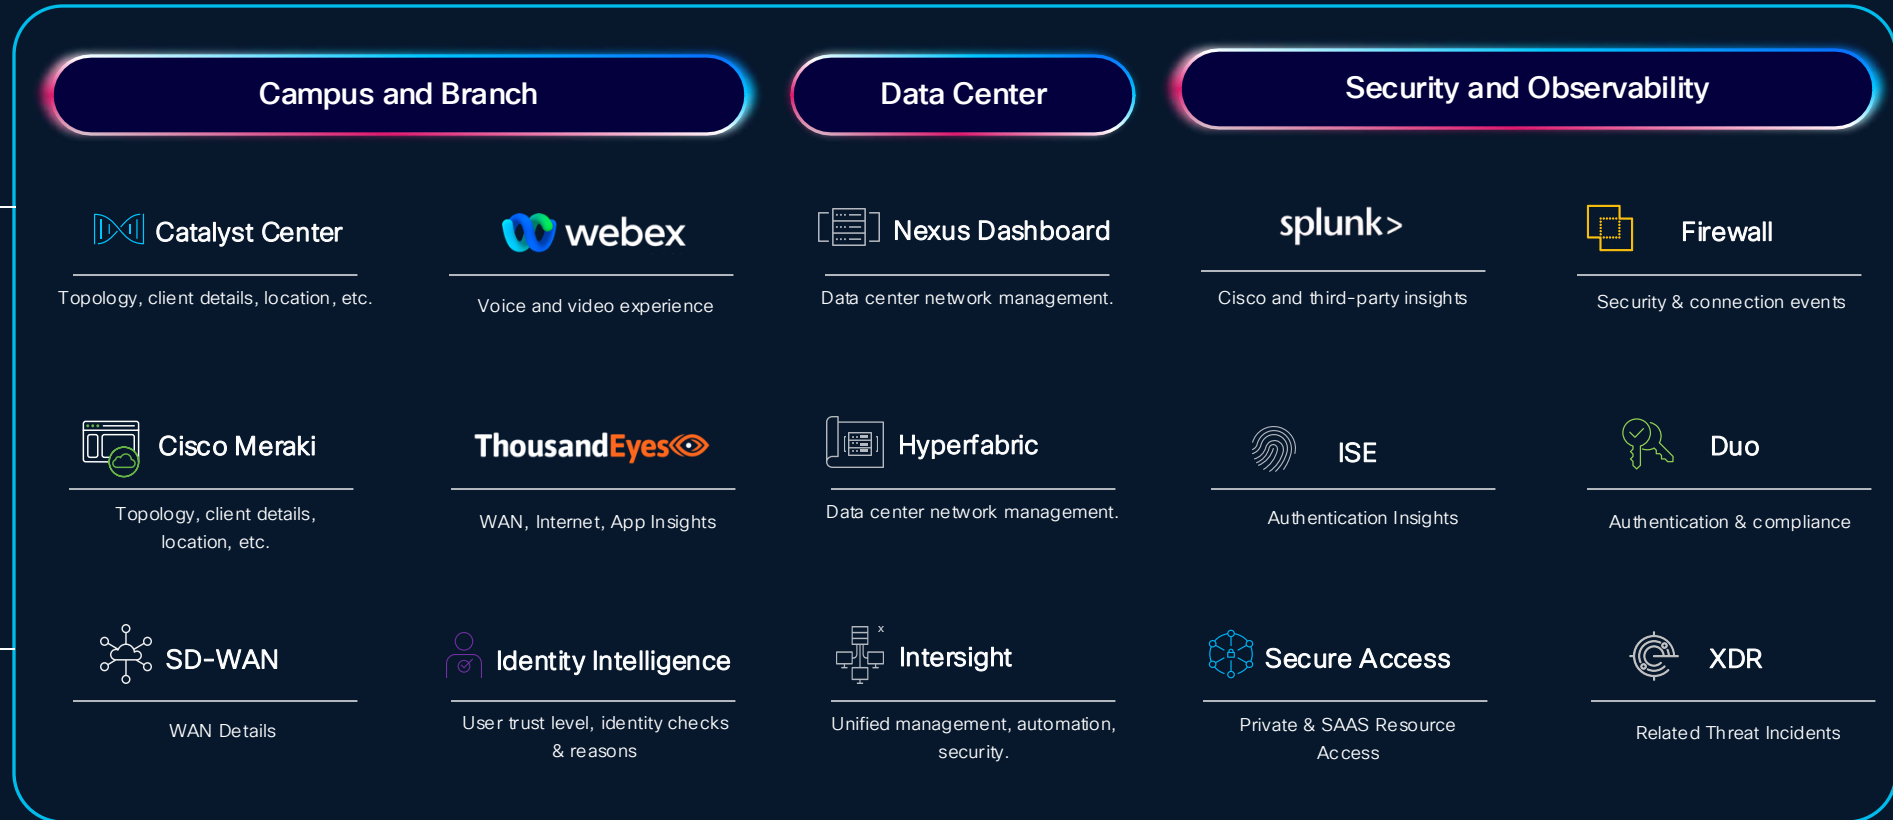 Campus and Branch
Data Center
Security and Observability
Catalyst Center
webex
Nexus Dashboard
splunk>
Firewall
Topology, client details, location, etc.
Voice and video experience
Data center network management.
Cisco and third-party insights
Security & connection events
Cisco Meraki
ThousandEyes
Hyperfabric
ISE
Duo
Topology, client details,
location, etc.
WAN, Internet, App Insights
Data center network management.
Authentication Insights
Authentication & compliance
SD-WAN
Identity Intelligence
x
Intersight
Secure Access
XDR
WAN Details
User trust level, identity checks
& reasons
Unified management, automation,
security.
Private & SAAS Resource
Access
Related Threat Incidents